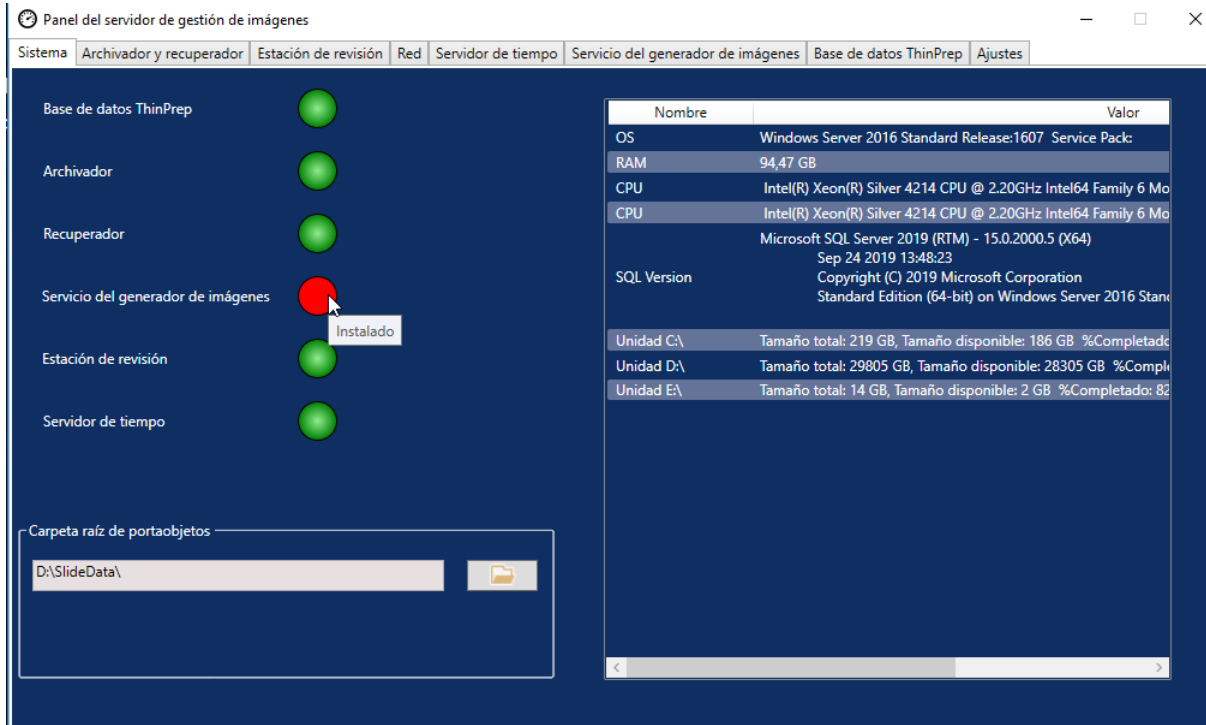 Panel del servidor de gestión de imágenes
Sistema Archivador y recuperador Estación de revisión Red Servidor de tiempo Servicio del generador de imágenes Base de datos ThinPrep Ajustes
Base de datos ThinPrep
Archivador
Recuperador
Servicio del generador de imágenes
Instalado
Estación de revisión
Servidor de tiempo
Carpeta raíz de portaobjetos
D:\SlideData\
Nombre Valor
OS Windows Server 2016 Standard Release:1607 Service Pack:
RAM 94,47 GB
CPU Intel(R) Xeon(R) Silver 4214 CPU @ 2.20GHz Intel64 Family 6 Mo
CPU Intel(R) Xeon(R) Silver 4214 CPU @ 2.20GHz Intel64 Family 6 Mo
Microsoft SQL Server 2019 (RTM) - 15.0.2000.5 (X64)
Sep 24 2019 13:48:23
SQL Version Copyright (C) 2019 Microsoft Corporation
Standard Edition (64-bit) on Windows Server 2016 Stan
Unidad C:\ Tamaño total: 219 GB, Tamaño disponible: 186 GB %Completad
Unidad D:\ Tamaño total: 29805 GB, Tamaño disponible: 28305 GB %Compl
Unidad E:\ Tamaño total: 14 GB, Tamaño disponible: 2 GB %Completado: 82